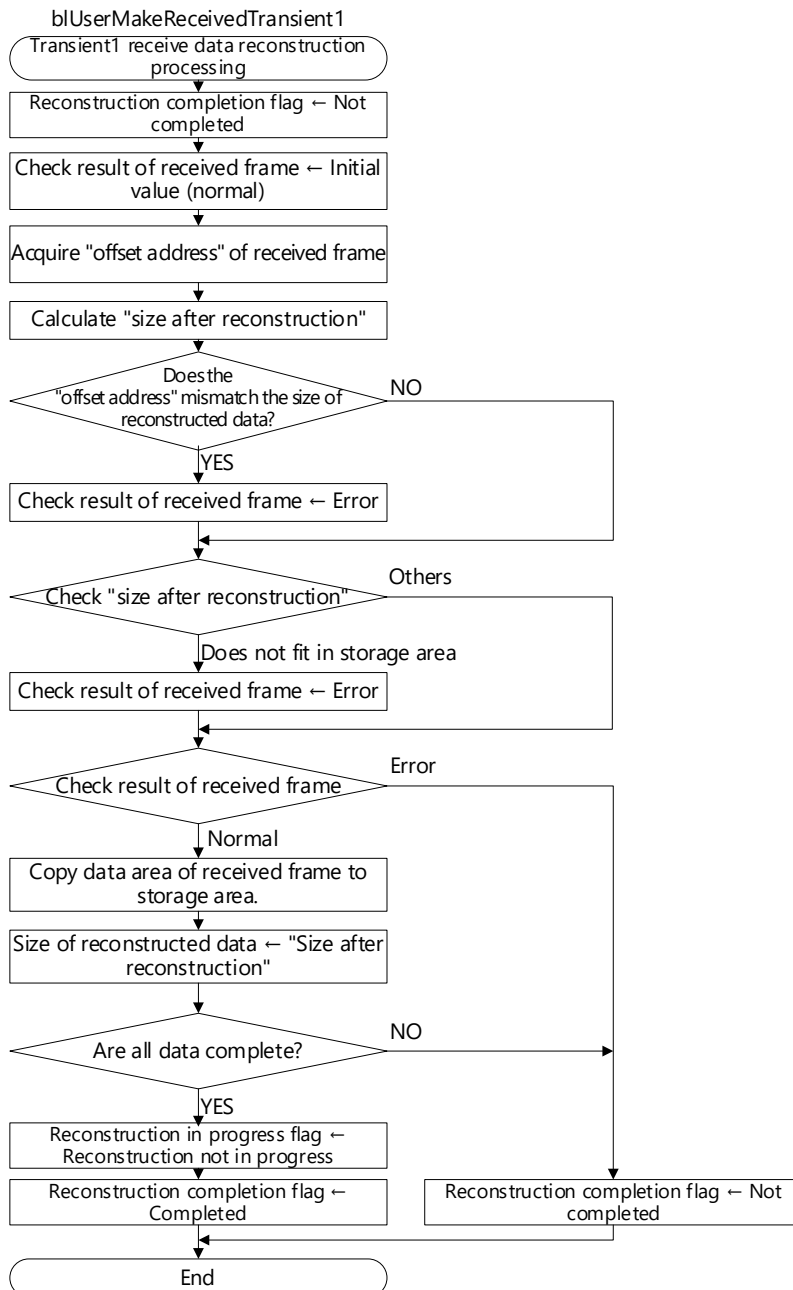 blUserMakeReceivedTransient1
Transient1 receive data reconstruction
processing
Reconstruction completion flag ← Not
completed
Check result of received frame ← Initial
value (normal)
Acquire "offset address" of received frame
Calculate "size after reconstruction"
Does the
"offset address" mismatch the size of
reconstructed data?
NO
YES
Check result of received frame ← Error
Check "size after reconstruction"
Others
Does not fit in storage area
Check result of received frame ← Error
Check result of received frame
Error
Normal
Copy data area of received frame to
storage area.
Size of reconstructed data ← "Size after
reconstruction"
Are all data complete?
NO
YES
Reconstruction in progress flag ←
Reconstruction not in progress
Reconstruction completion flag ←
Completed
Reconstruction completion flag ← Not
completed
End